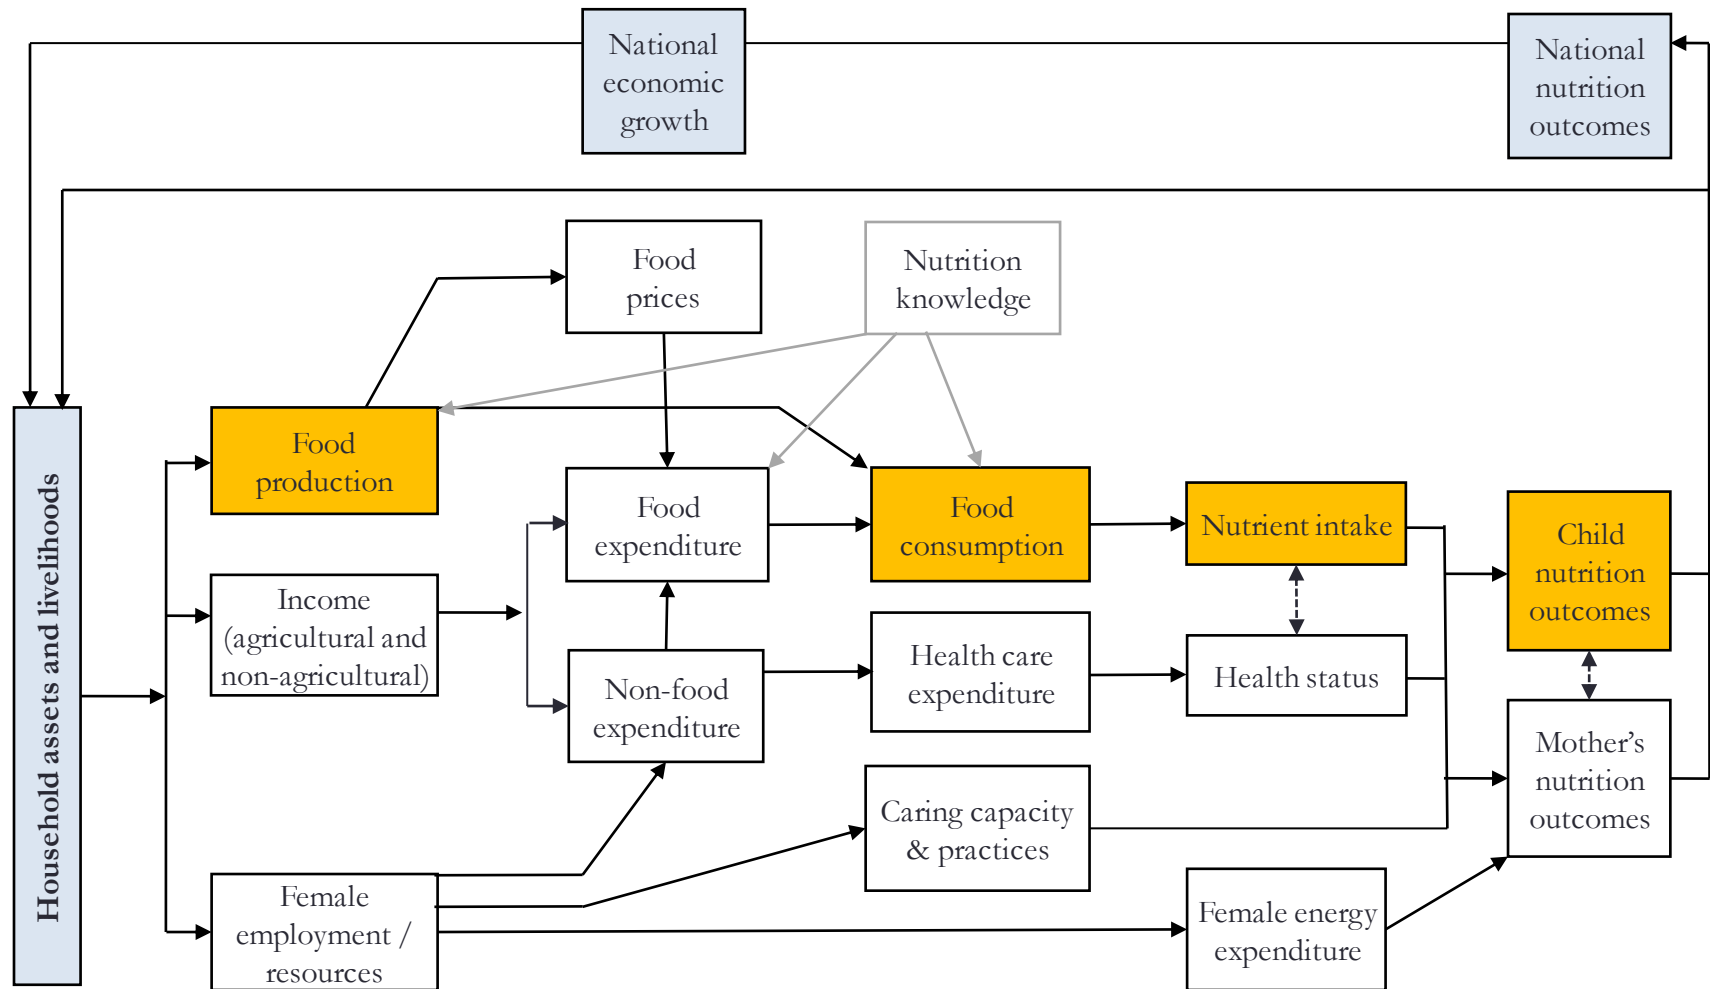 National
economic
growth
National
nutrition
outcomes
Food
prices
Nutrition
knowledge
Household assets and livelihoods
Food
production
Food
expenditure
Food
consumption
Nutrient intake
Child
nutrition
outcomes
Income
(agricultural and
non-agricultural)
Non-food
expenditure
Health care
expenditure
Health status
Mother’s
nutrition
outcomes
Caring capacity
& practices
Female
employment /
resources
Female energy
expenditure